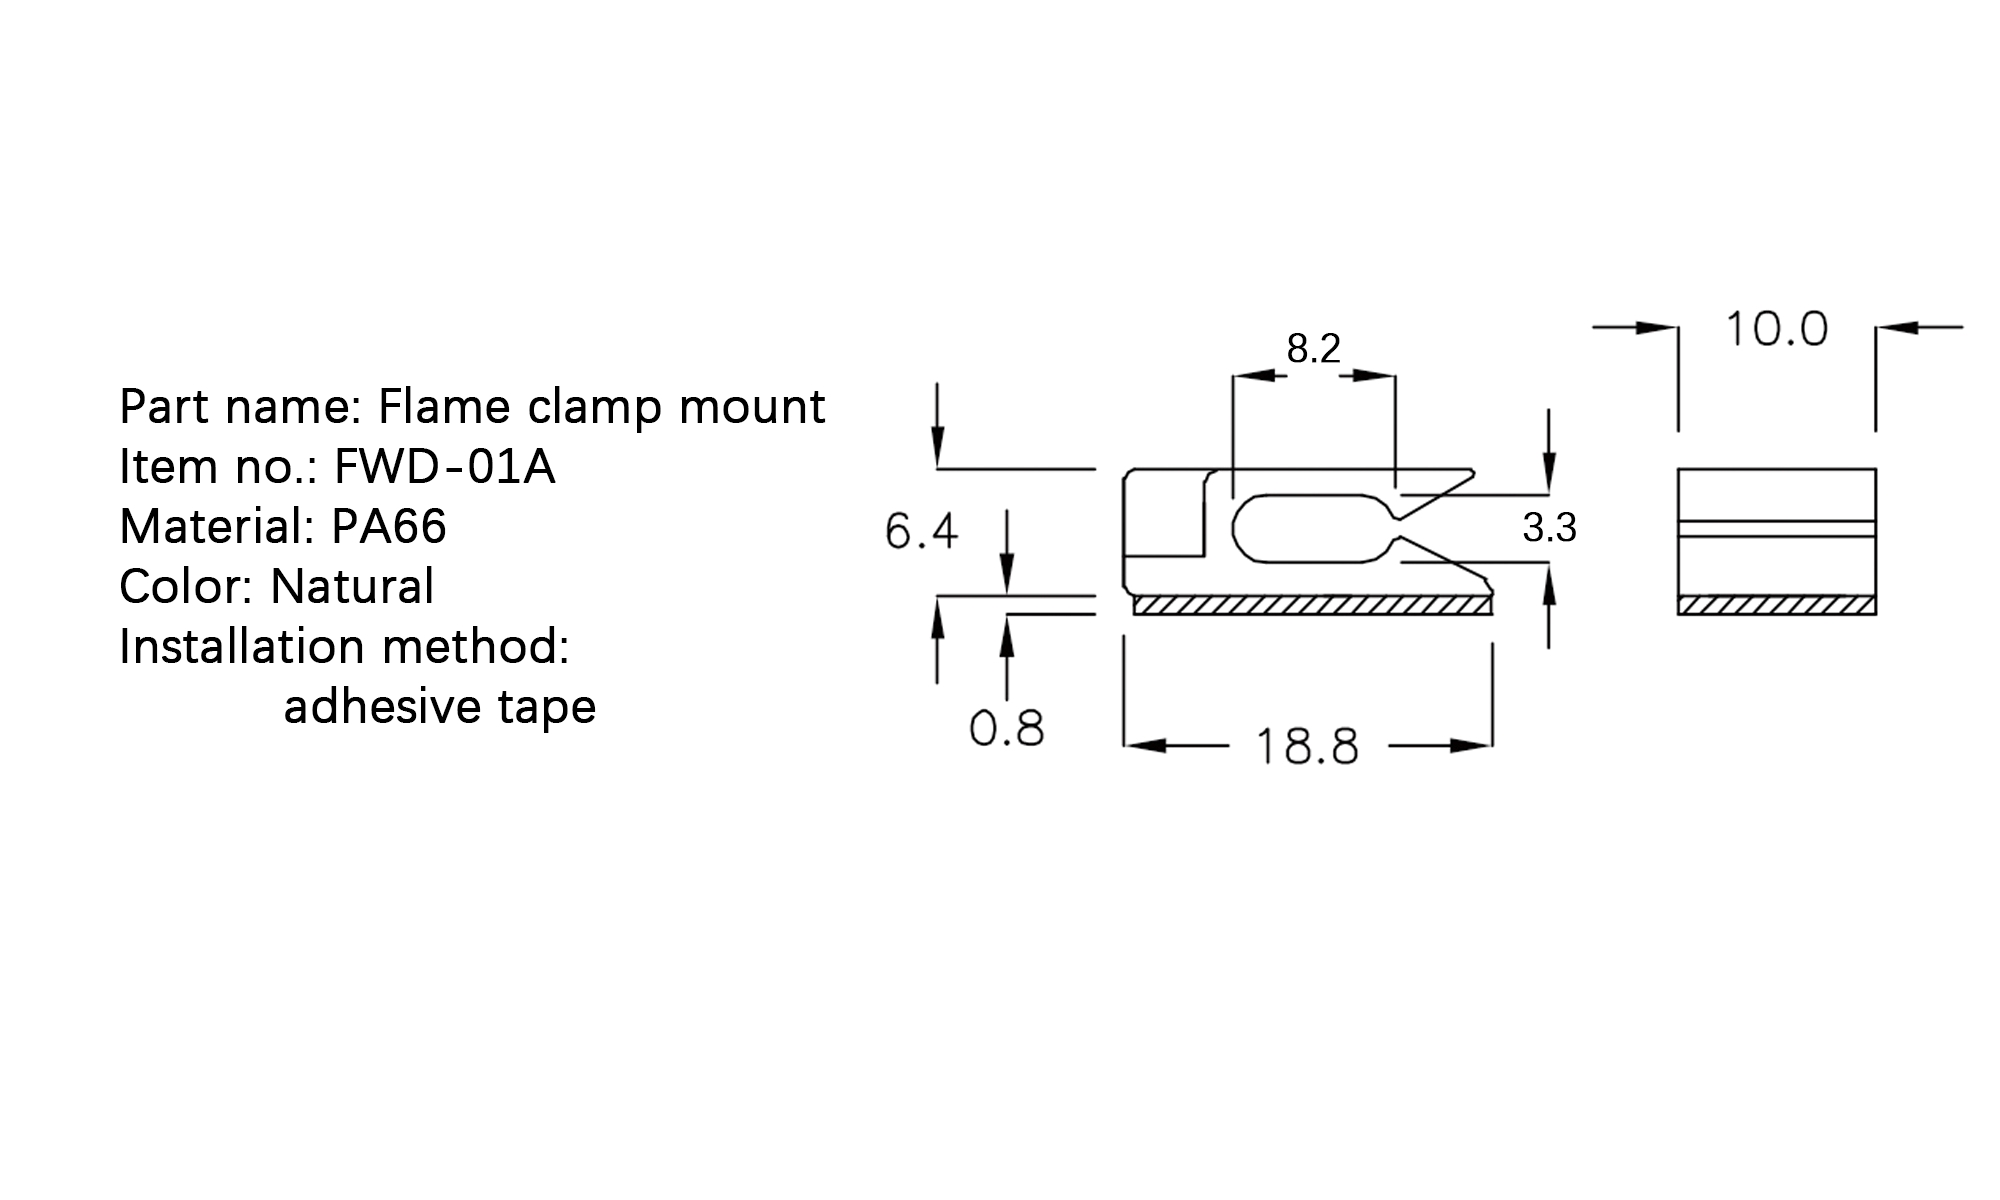 Part name: Flame clamp mount
Item no.: FWD-01A
Material: PA66
Color: Natural
Installation method:
adhesive tape
10.0
8.2
6.4
3.3
0.8
18.8